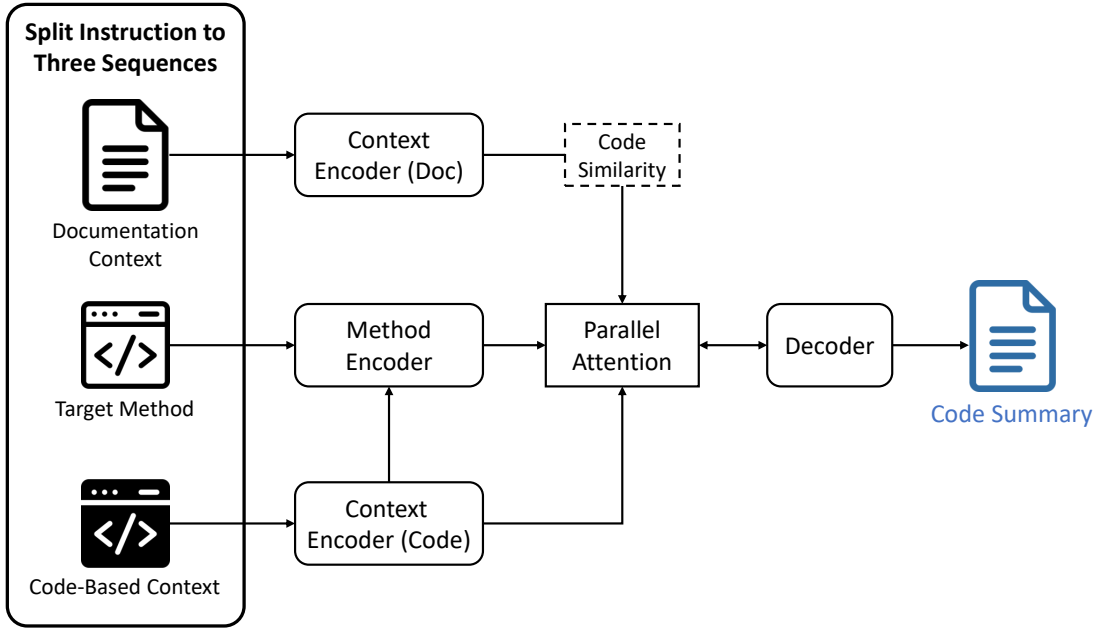 Split Instruction to
Three Sequences
Documentation
Context
Target Method
Code-Based Context
Context
Encoder (Doc)
Code
Similarity
Method
Encoder
Parallel
Attention
Decoder
Code Summary
Context
Encoder (Code)